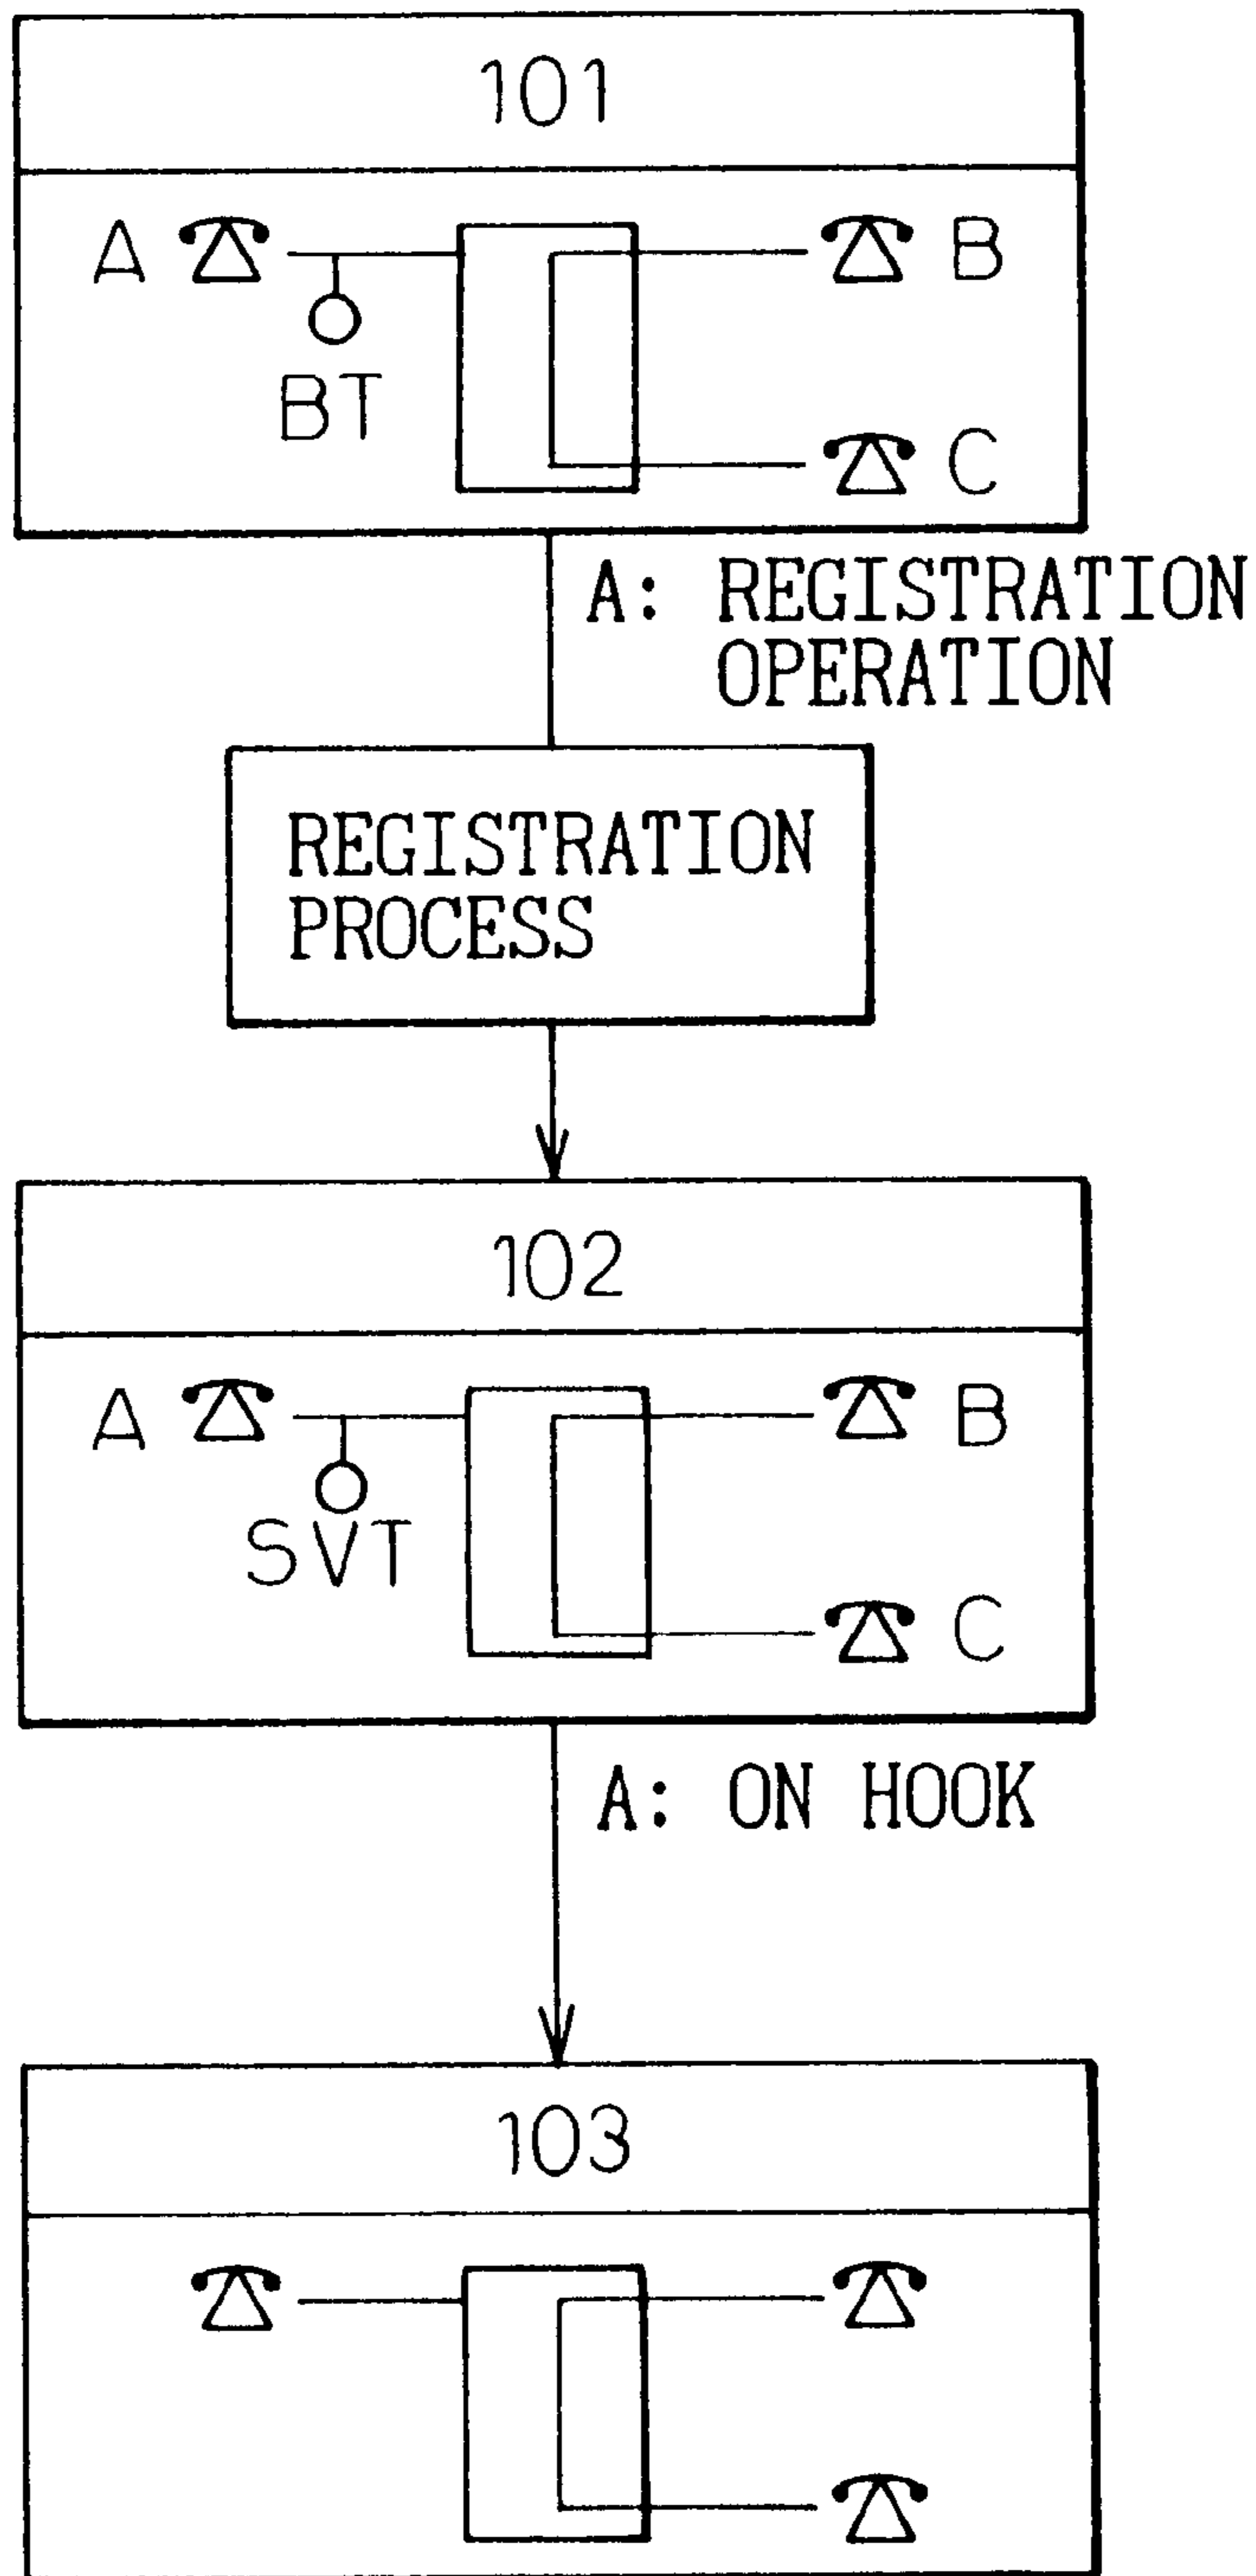 101
A B
BT
C
A: REGISTRATION
OPERATION
REGISTRATION
PROCESS
102
A B
SVT
C
A: ON HOOK
103